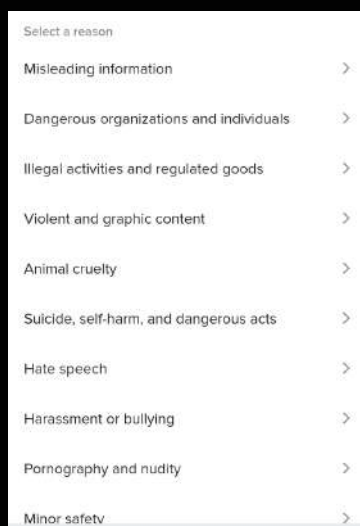 Select a reason
Misleading information
Dangerous organizations and individuals
Illegal activities and regulated goods
Violent and graphic content
Animal cruelty
Suicide, self-harm, and dangerous acts
Hate speech
Harassment or bullying
Pornography and nudity
Minor safety